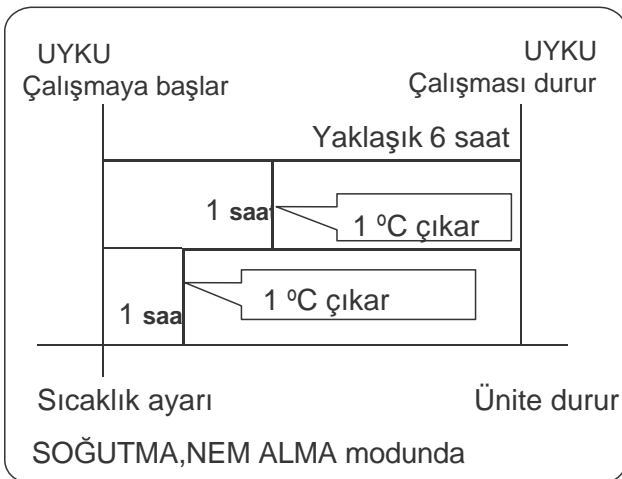 UYKU
Çalışmaya başlar
UYKU
Çalışması durur
Yaklaşık 6 saat
1 saat
1 ºC çıkar
1 ºC çıkar
1 saa
Sıcaklık ayarı
Ünite durur
SOĞUTMA,NEM ALMA modunda